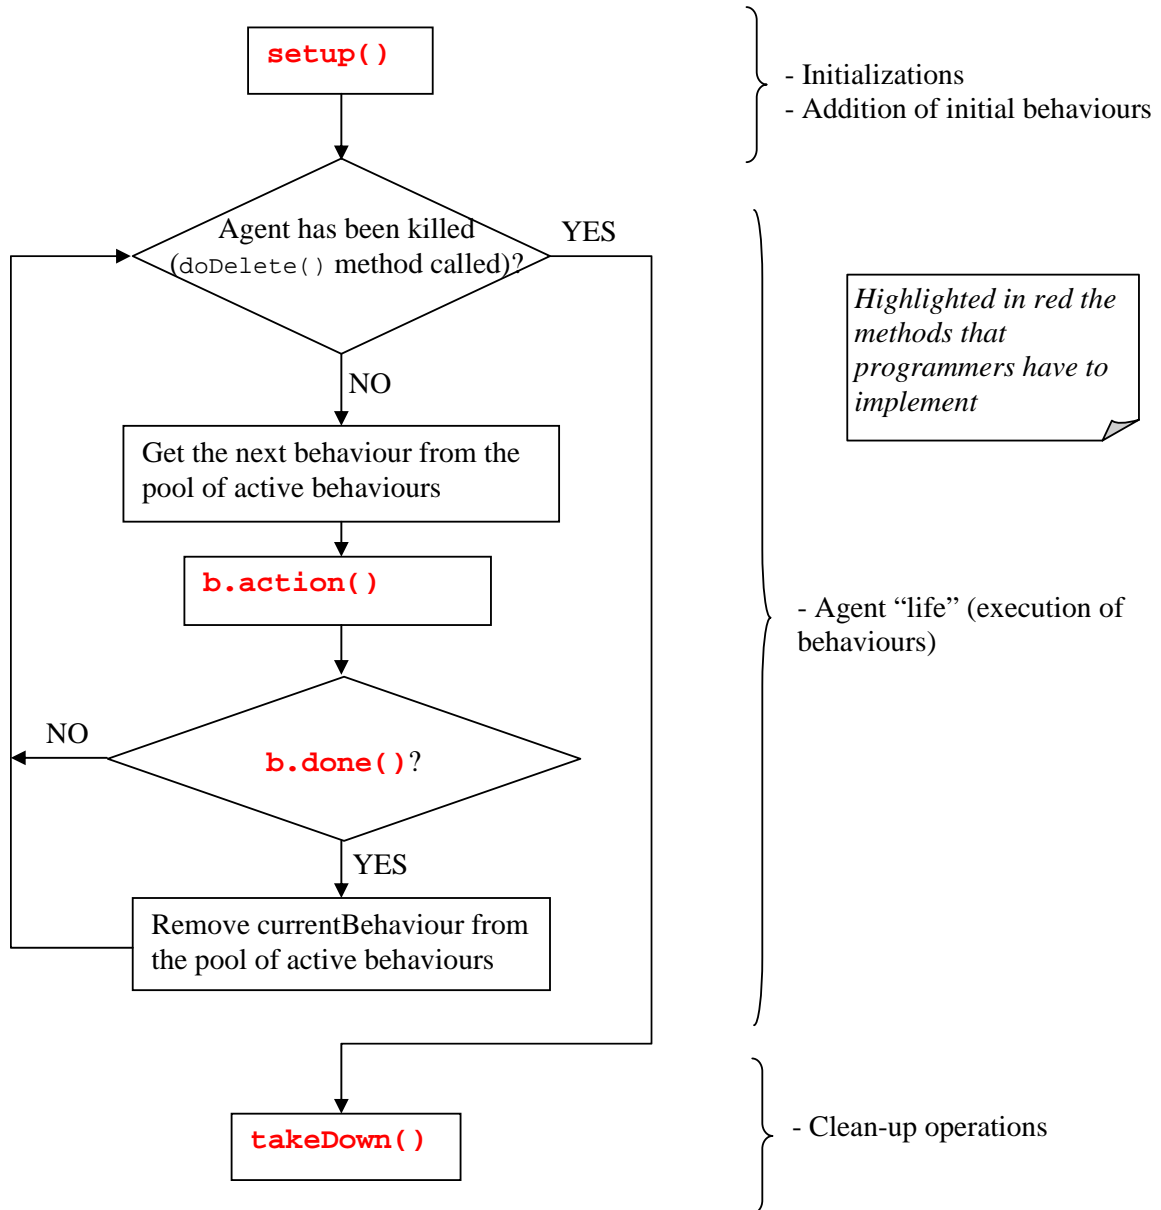 setup()
- Initializations
- Addition of initial behaviours
Agent has been killed
(doDelete() method called)?
YES
NO
Highlighted in red the
methods that
programmers have to
implement
Get the next behaviour from the
pool of active behaviours
b.action()
- Agent “life” (execution of
behaviours)
NO
b.done()?
YES
Remove currentBehaviour from
the pool of active behaviours
takeDown()
- Clean-up operations